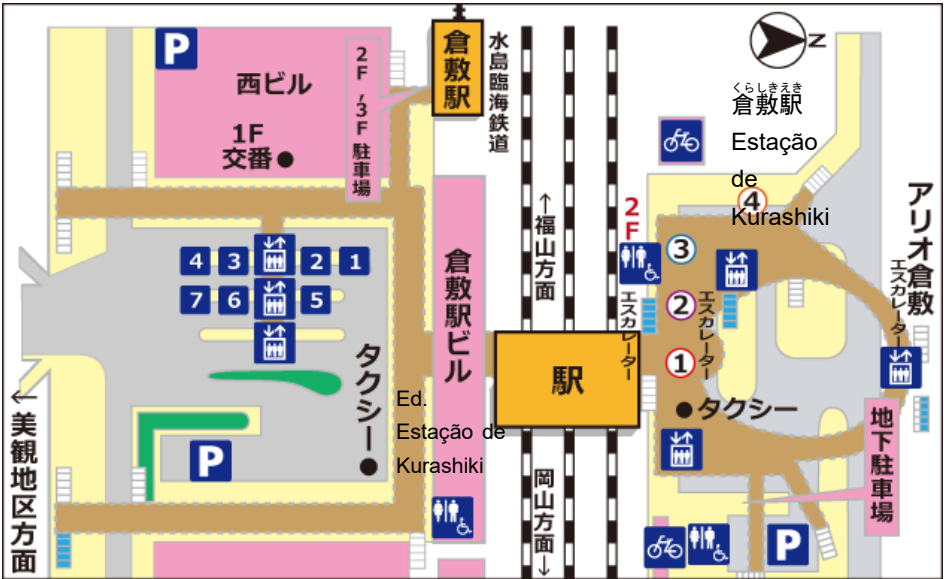 P
西ビル
1F
交番
2F,3F駐車場
倉敷駅
水島臨海鉄道
N
くらしきえき
倉敷駅
Estação
de
Kurashiki
↑福山方面
2F
4
3
2
1
エスカレーター
エスカレーター
エスカレーター
アリオ倉敷
4
3
2
1
7
6
5
倉敷駅ビル
駅
タクシー
タクシー
Ed.
Estação de
Kurashiki
P
←美観地区方面
岡山方面↓
地下駐車場
P